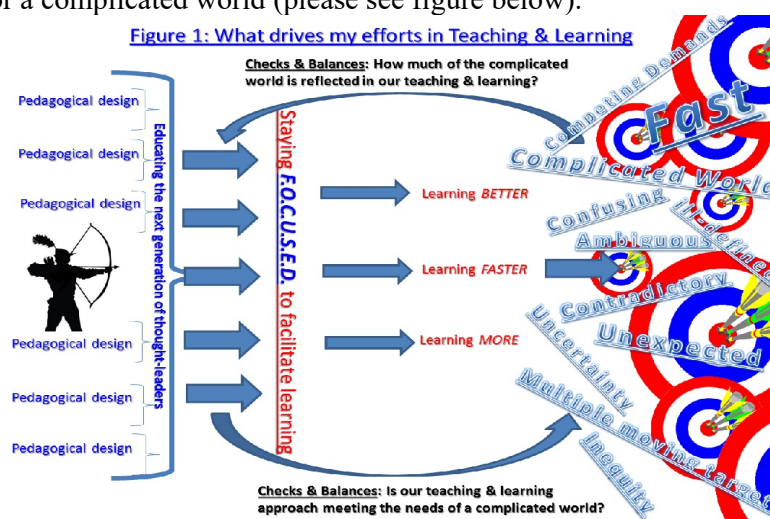 or a complicated world (please see figure below).
Figure 1: What drives my efforts in Teaching & Learning
Checks & Balances: How much of the complicated
world is reflected in our teaching & learning?
Pedagogical design
Pedagogical design
Pedagogical design
Pedagogical design
Pedagogical design
Pedagogical design
Educating the next generation of thought-leaders
Staying F.O.C.U.S.E.D. to facilitate learning
Learning BETTER
Learning FASTER
Learning MORE
Competing Demands
Fast
Complicated World
Confusing
ill-defined
Ambiguous
Contradictory
Unexpected
Uncertainty
Multiple moving target
Inequity
Checks & Balances: Is our teaching & learning
approach meeting the needs of a complicated world?